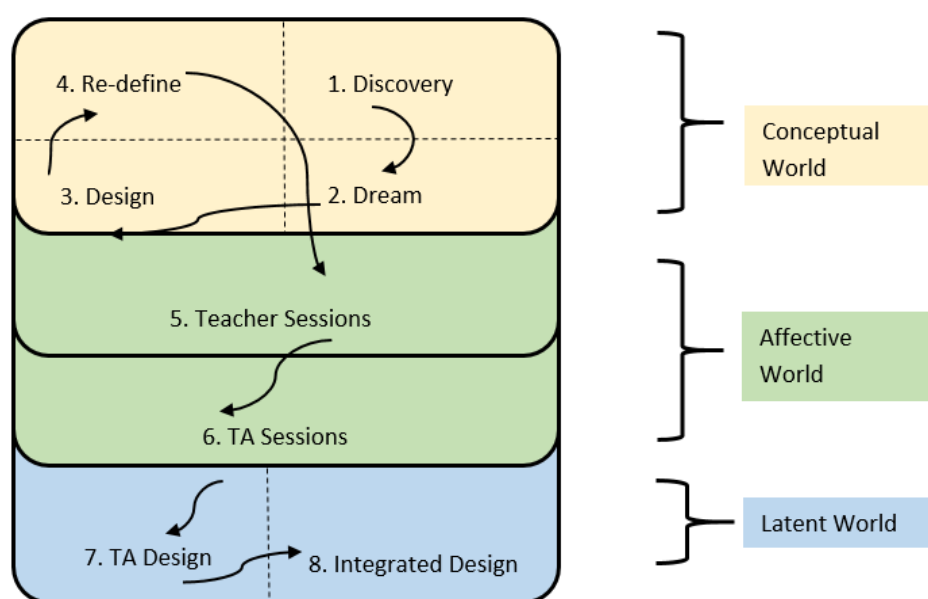 4. Re-define
1. Discovery
3. Design
2. Dream
5. Teacher Sessions
6. TA Sessions
7. TA Design
8. Integrated Design
Conceptual
World
Affective
World
Latent World